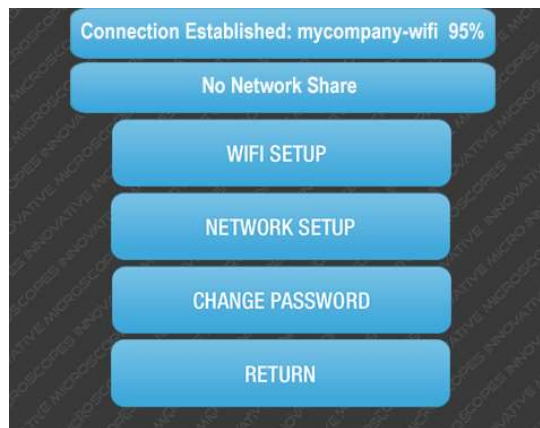 Connection Established: mycompany-wifi 95%
No Network Share
WIFI SETUP
NETWORK SETUP
CHANGE PASSWORD
RETURN